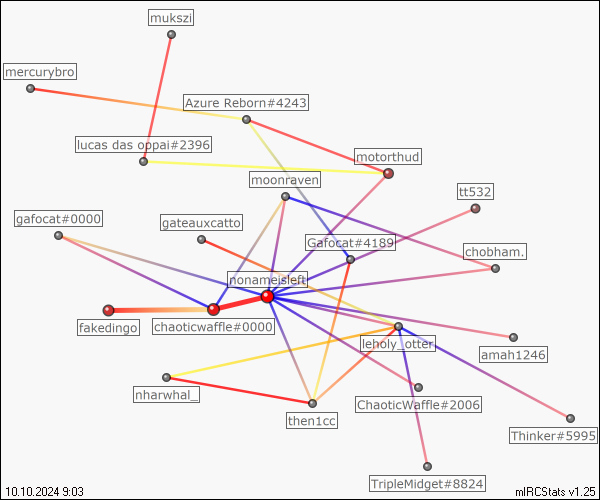 mukszi
mercurybro
Azure Reborn#4243
lucas das oppai#2396
motorthud
moonraven
tt532
gafocat#0000
gateauxcatto
Gafocat#4189
chobham.
nonameisleft
fakedingo
chaoticwaffle#0000
leholy_otter
amah1246
nharwhal_
ChaoticWaffle#2006
then1cc
Thinker#5995
TripleMidget#8824
10.10.2024 9:03
mIRCStats v1.25